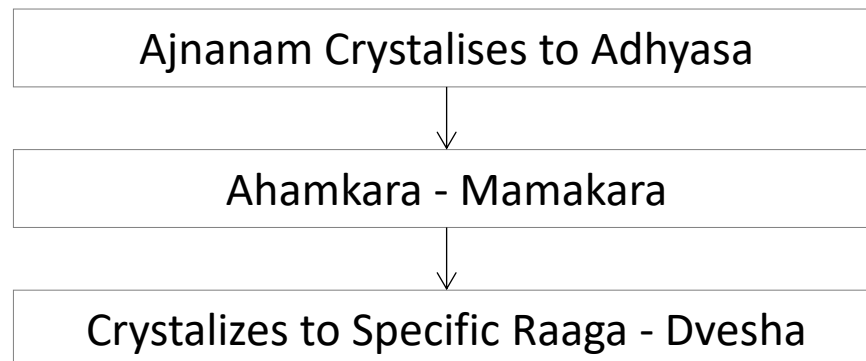 Ajnanam Crystalises to Adhyasa
Ahamkara - Mamakara
Crystalizes to Specific Raaga - Dvesha